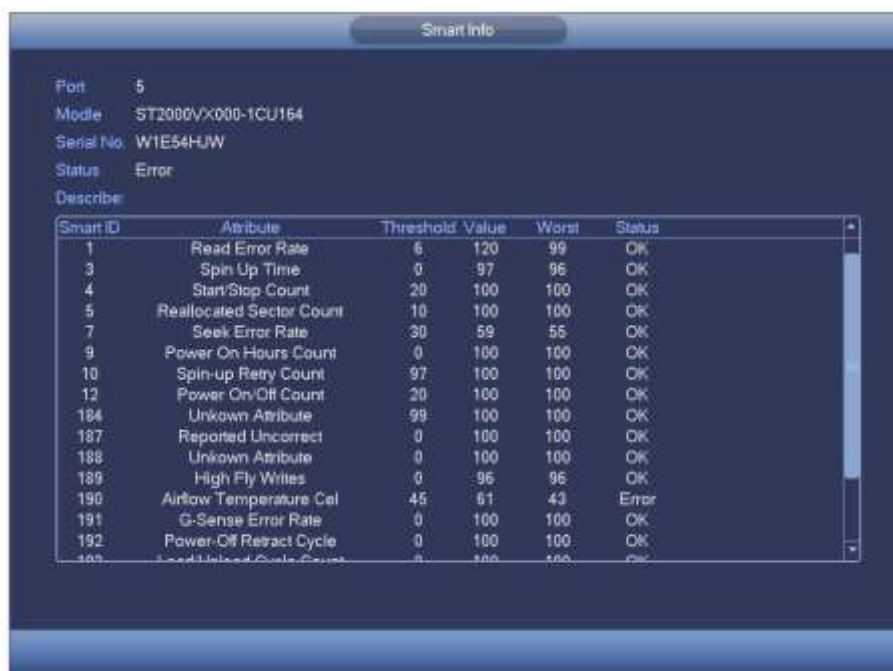 Smart Info
Port 5
Modle ST2000VX000-1CU164
Serial No. W1E54HJW
Status Error
Describe:
Smart ID Attribute Threshold Value Worst Status
1 Read Error Rate 6 120 99 OK
3 Spin Up Time 0 97 96 OK
4 Start/Stop Count 20 100 100 OK
5 Reallocated Sector Count 10 100 100 OK
7 Seek Error Rate 30 59 55 OK
9 Power On Hours Count 0 100 100 OK
10 Spin-up Retry Count 97 100 100 OK
12 Power On/Off Count 20 100 100 OK
184 Unkown Attribute 99 100 100 OK
187 Reported Uncorrect 0 100 100 OK
188 Unkown Attribute 0 100 100 OK
189 High Fly Writes 0 96 96 OK
190 Airflow Temperature Cel 45 61 43 Error
191 G-Sense Error Rate 0 100 100 OK
192 Power-Off Retract Cycle 0 100 100 OK